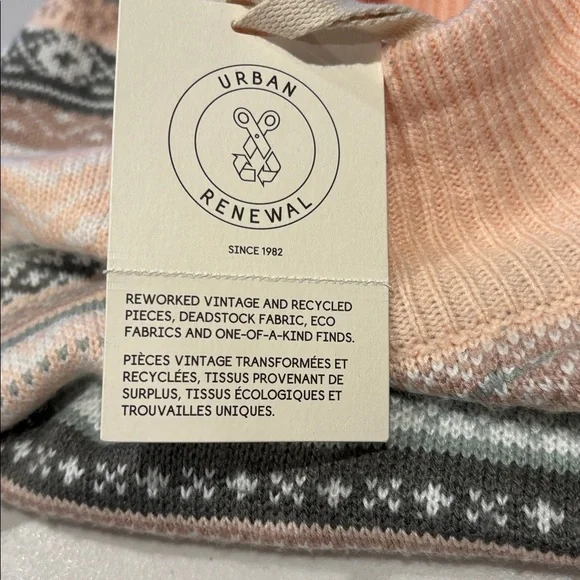 URBAN
RENEWAL
SINCE 1982
REWORKED VINTAGE AND RECYCLED
PIECES, DEADSTOCK FABRIC, ECO
FABRICS AND ONE-OF-A-KIND FINDS.
PIÈCES VINTAGE TRANSFORMÉES ET
RECYCLÉES, TISSUS PROVENANT DE
SURPLUS, TISSUS ÉCOLOGIQUES ET
TROUVAILLES UNIQUES.